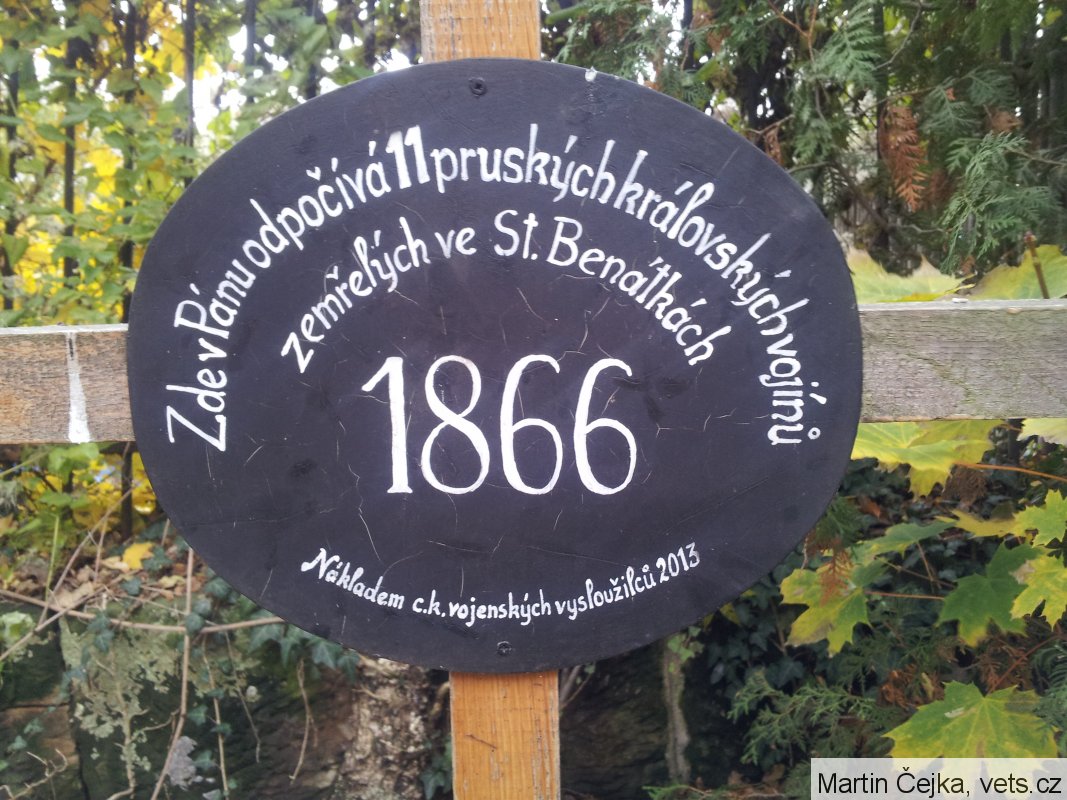 Zde v Pánu odpočívá 11 pruských královských vojínů
zemřelých ve St. Benátkách
1866
Nákladem c.k. vojenských vysloužilců 2013
Martin Čejka, vets.cz